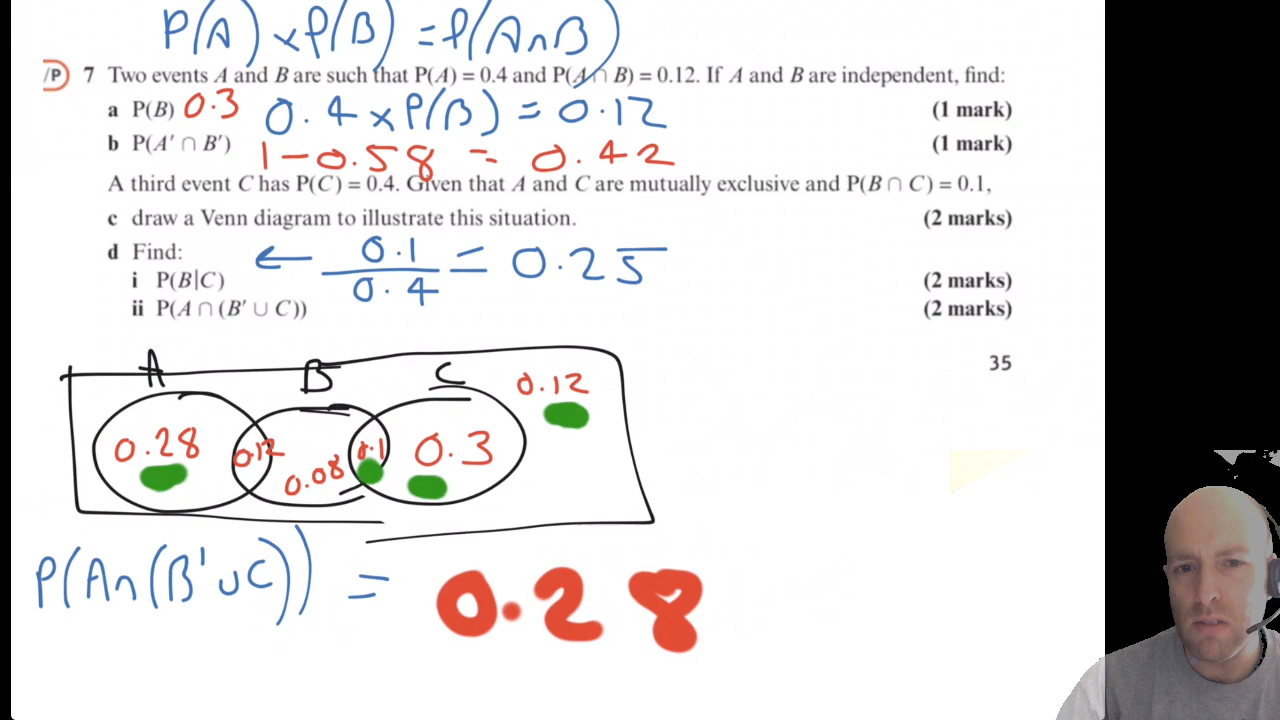 P(A) × P(B) = P(A∩B)
/P 7 Two events A and B are such that P(A) = 0.4 and P(A ∩ B) = 0.12. If A and B are independent, find:
a P(B) 0.3 0.4 × P(B) = 0.12 (1 mark)
b P(A′ ∩ B′) 1 − 0.58 = 0.42 (1 mark)
A third event C has P(C) = 0.4. Given that A and C are mutually exclusive and P(B ∩ C) = 0.1,
c draw a Venn diagram to illustrate this situation. (2 marks)
d Find: ← 0.1/0.4 = 0.25
i P(B|C) (2 marks)
ii P(A ∩ (B′ ∪ C)) (2 marks)
35
A B C 0.12
0.28 0.12 0.08 0.1 0.3
P(A∩(B′∪C)) = 0.28